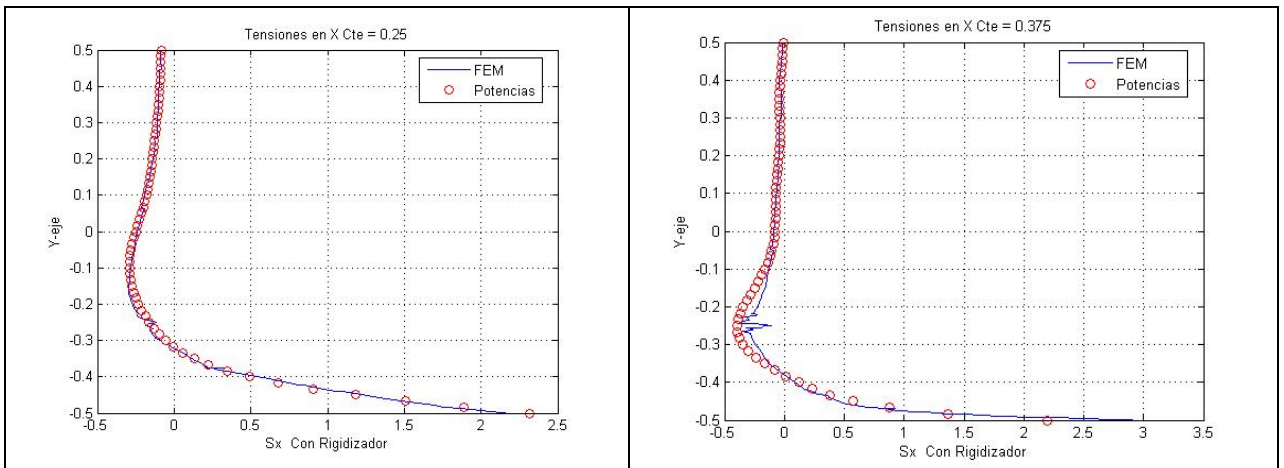 Tensiones en X Cte = 0.25
0.5
0.4
0.3
0.2
0.1
0
-0.1
-0.2
-0.3
-0.4
-0.5
Y-eje
FEM
Potencias
-0.5 0 0.5 1 1.5 2 2.5
Sx Con Rigidizador
Tensiones en X Cte = 0.375
0.5
0.4
0.3
0.2
0.1
0
-0.1
-0.2
-0.3
-0.4
-0.5
Y-eje
FEM
Potencias
-0.5 0 0.5 1 1.5 2 2.5 3 3.5
Sx Con Rigidizador